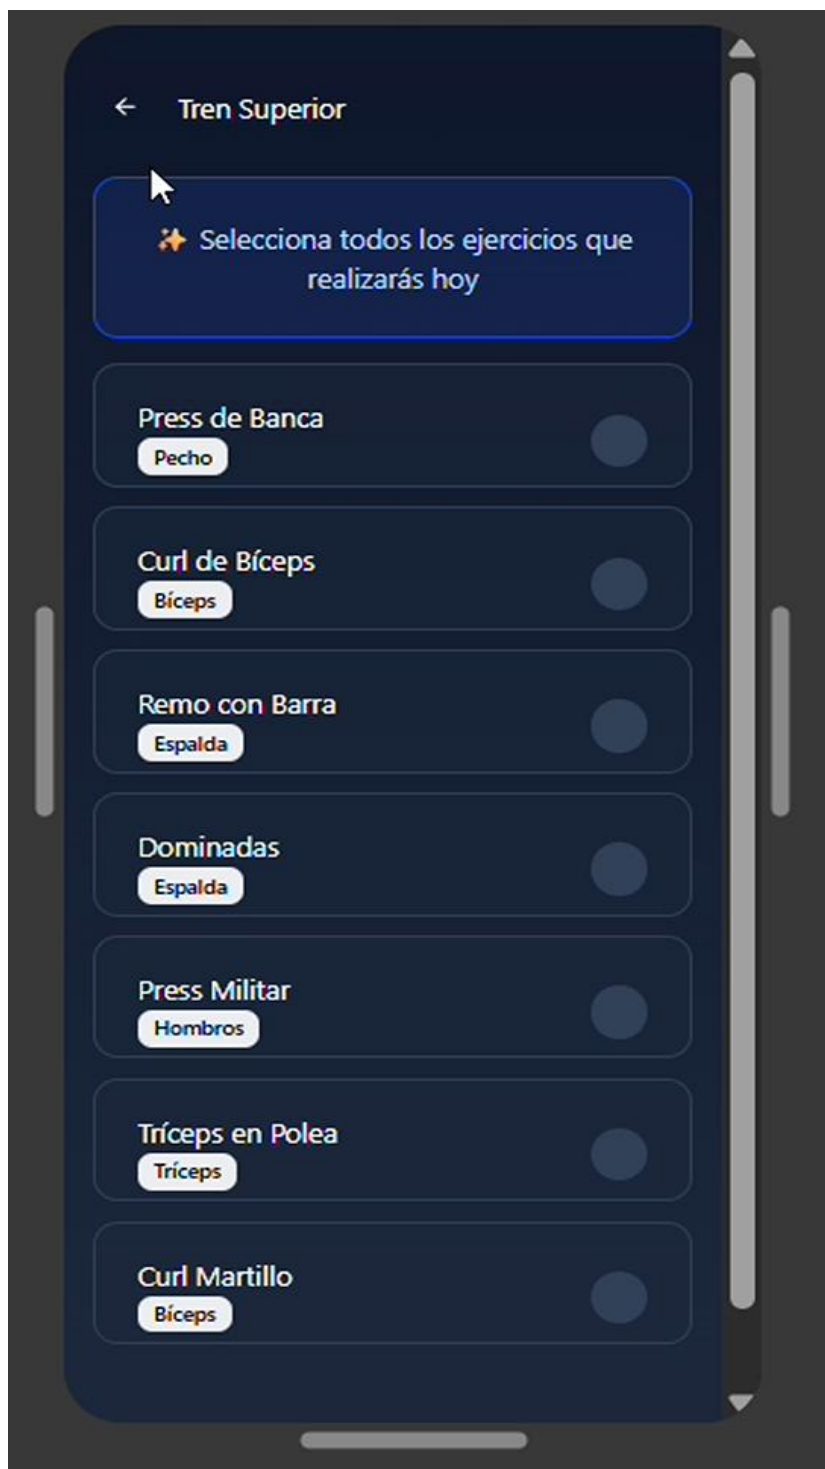 Tren Superior
✨ Selecciona todos los ejercicios que
realizarás hoy
Press de Banca
Pecho
Curl de Bíceps
Bíceps
Remo con Barra
Espalda
Dominadas
Espalda
Press Militar
Hombros
Tríceps en Polea
Tríceps
Curl Martillo
Bíceps